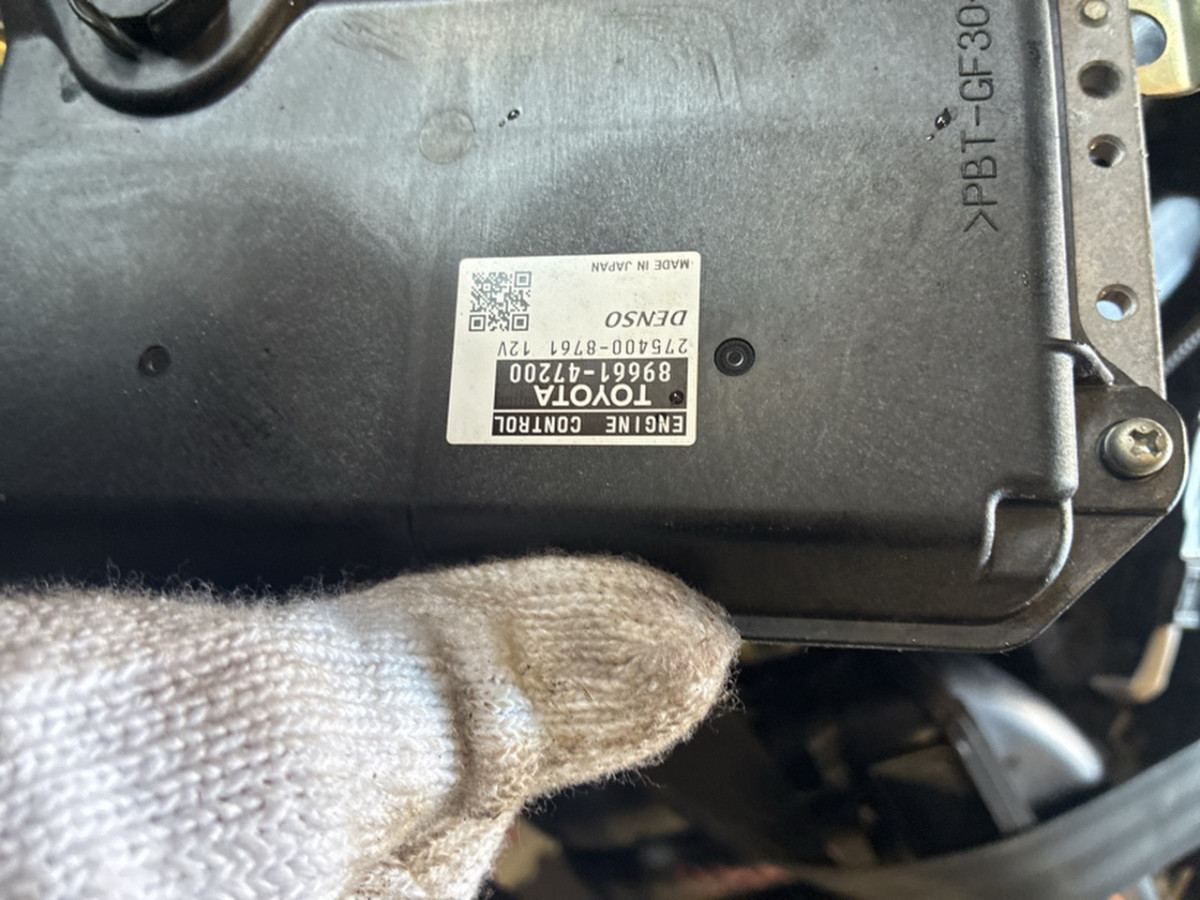 ENGINE CONTROL
TOYOTA
89661-47200
275400-8761 12V
DENSO
MADE IN JAPAN
>PBT-GF30